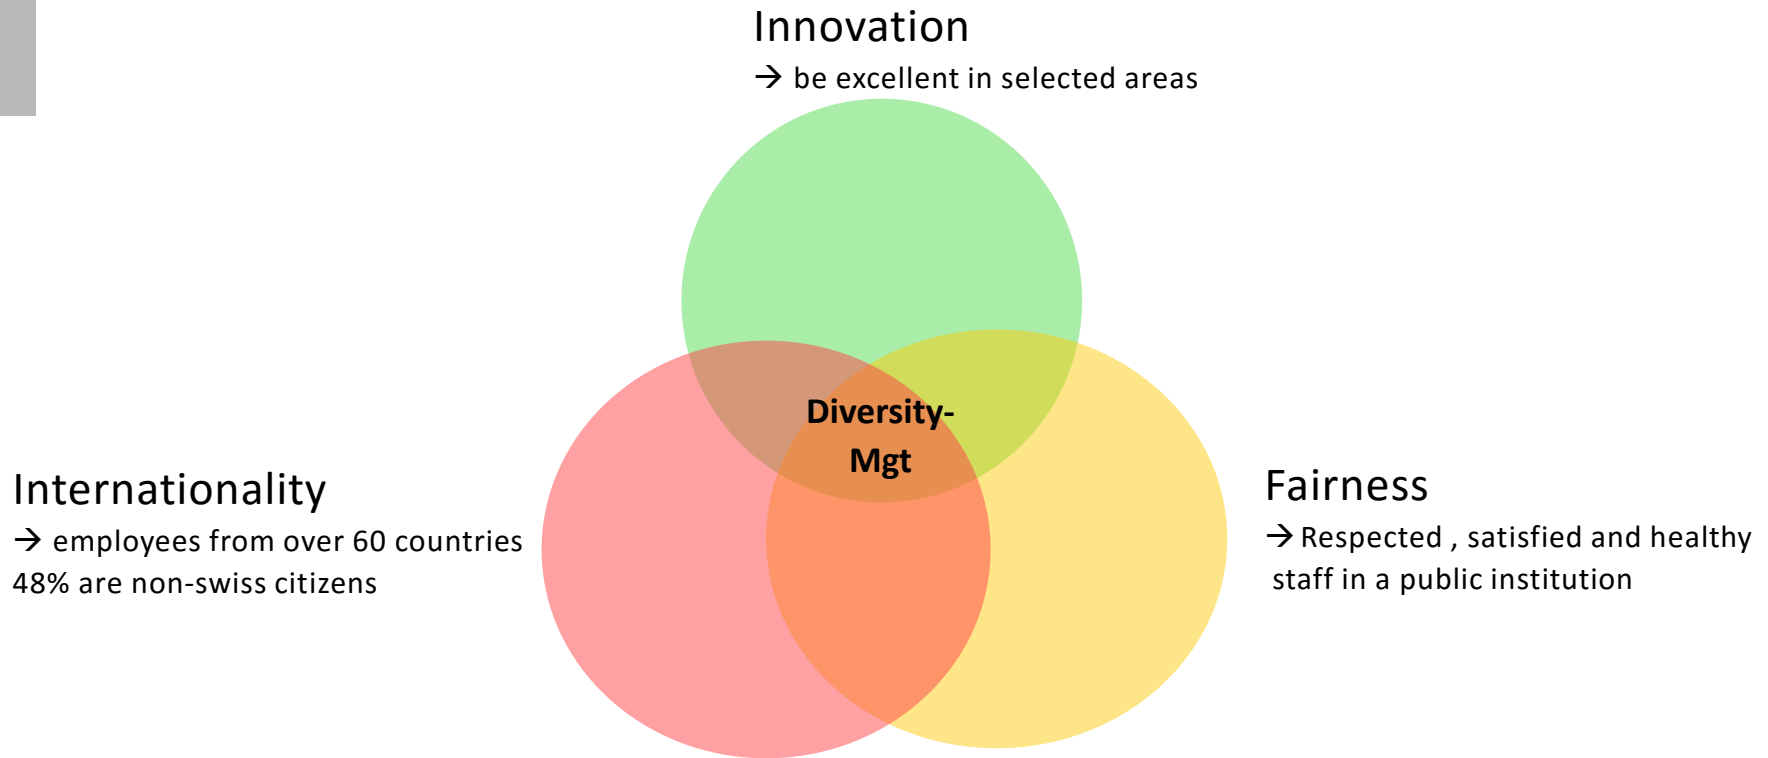 Innovation
→ be excellent in selected areas
Diversity-
Mgt
Internationality
→ employees from over 60 countries
48% are non-swiss citizens
Fairness
→ Respected , satisfied and healthy
staff in a public institution